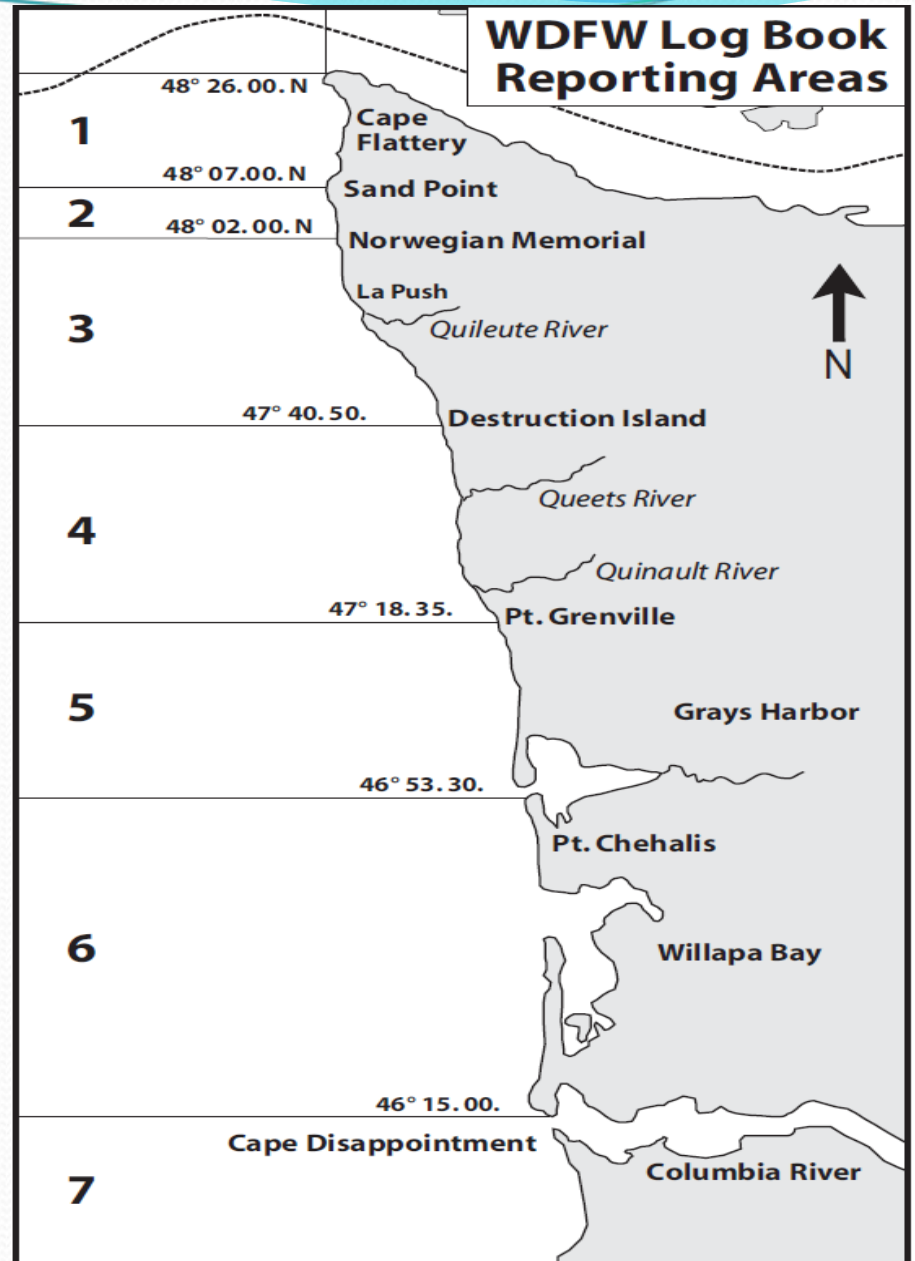 WDFW Log Book
Reporting Areas
48° 26.00.N
1
Cape
Flattery
48° 07.00.N
Sand Point
2
48° 02.00.N
Norwegian Memorial
La Push
3
Quileute River
N
47° 40.50.
Destruction Island
Queets River
4
Quinault River
47° 18.35.
Pt. Grenville
5
Grays Harbor
46° 53.30.
Pt. Chehalis
6
Willapa Bay
46° 15.00.
Cape Disappointment
Columbia River
7